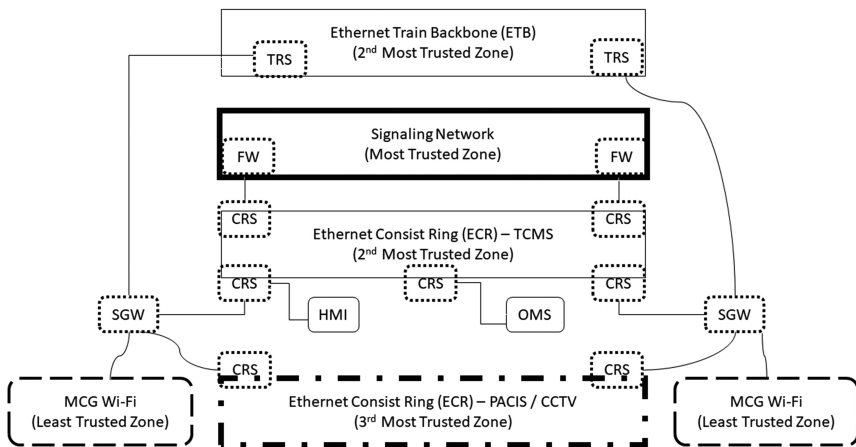 Ethernet Train Backbone (ETB)
(2nd Most Trusted Zone)
TRS
TRS
Signaling Network
(Most Trusted Zone)
FW
FW
CRS
CRS
Ethernet Consist Ring (ECR) – TCMS
(2nd Most Trusted Zone)
CRS
CRS
CRS
SGW
HMI
OMS
SGW
CRS
CRS
MCG Wi-Fi
(Least Trusted Zone)
Ethernet Consist Ring (ECR) – PACIS / CCTV
(3rd Most Trusted Zone)
MCG Wi-Fi
(Least Trusted Zone)